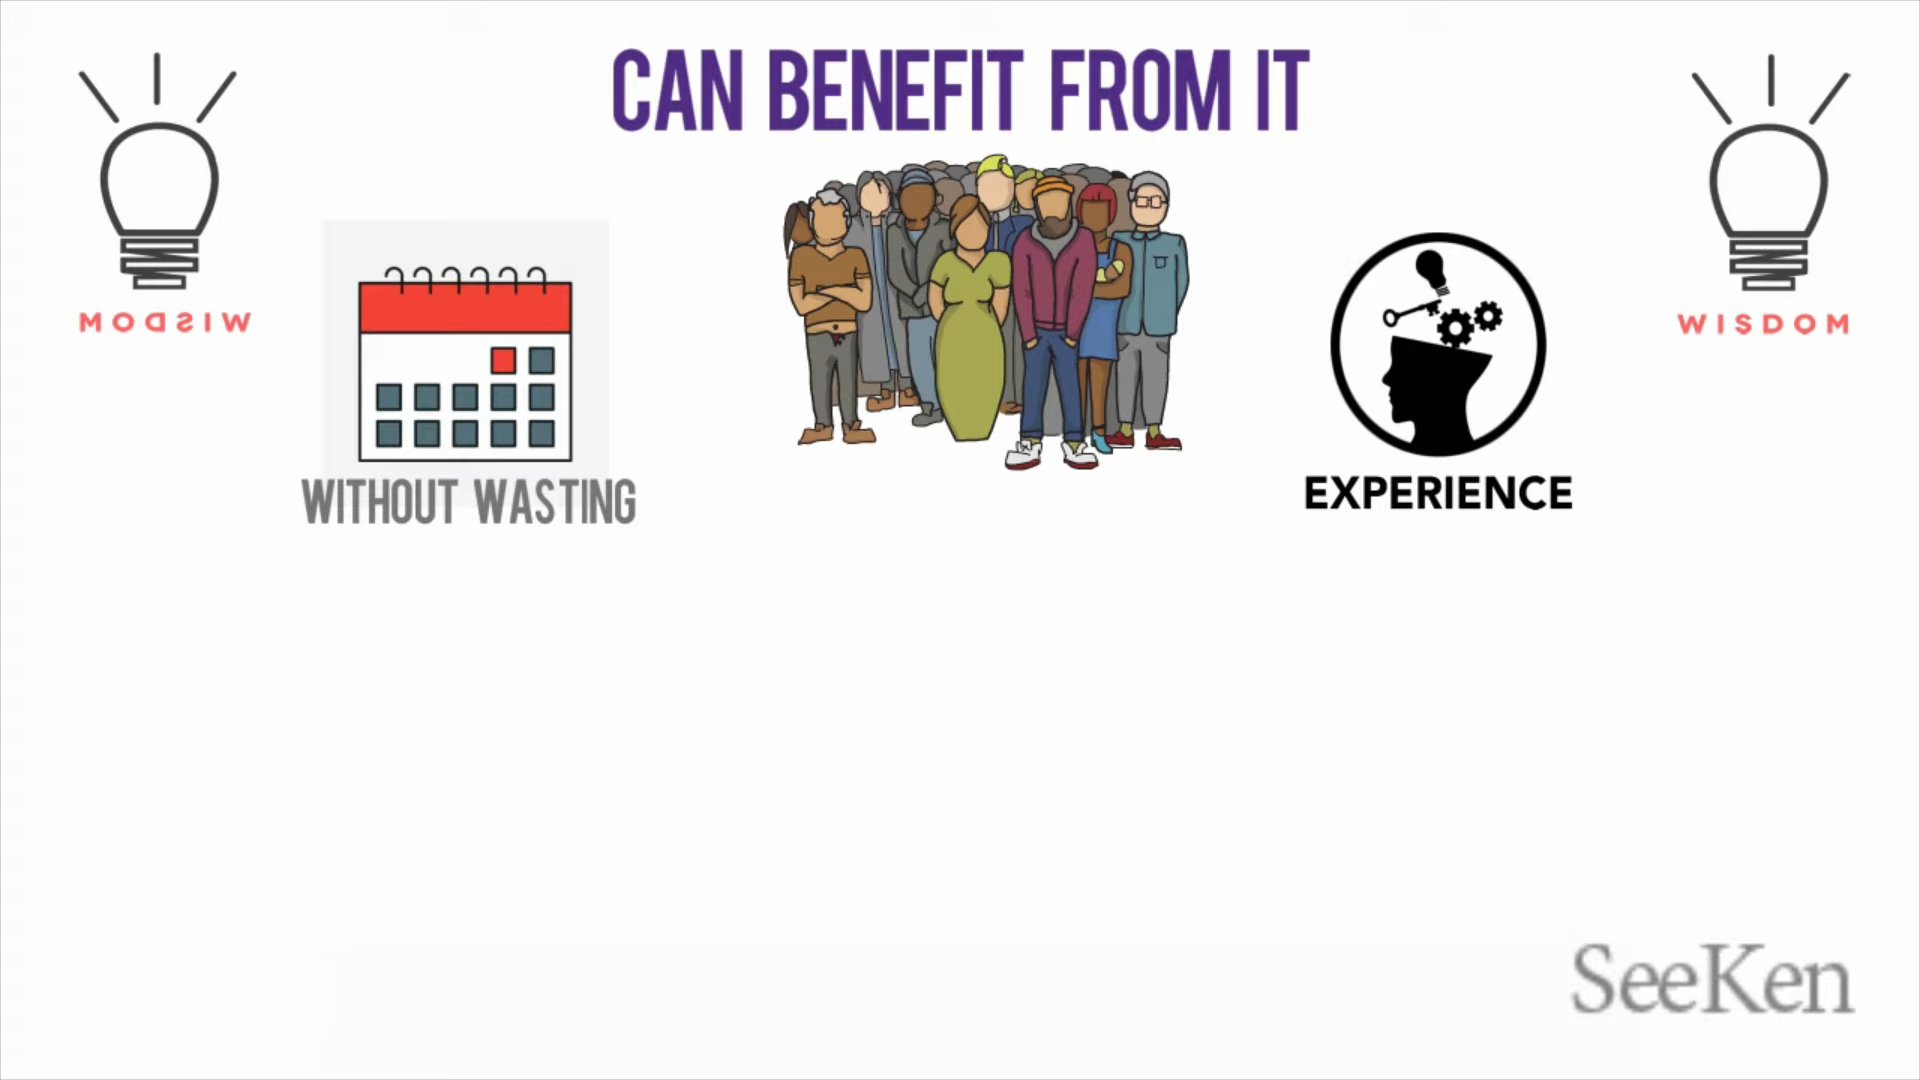 CAN BENEFIT FROM IT
WISDOM
WISDOM
WITHOUT WASTING
EXPERIENCE
SeeKen